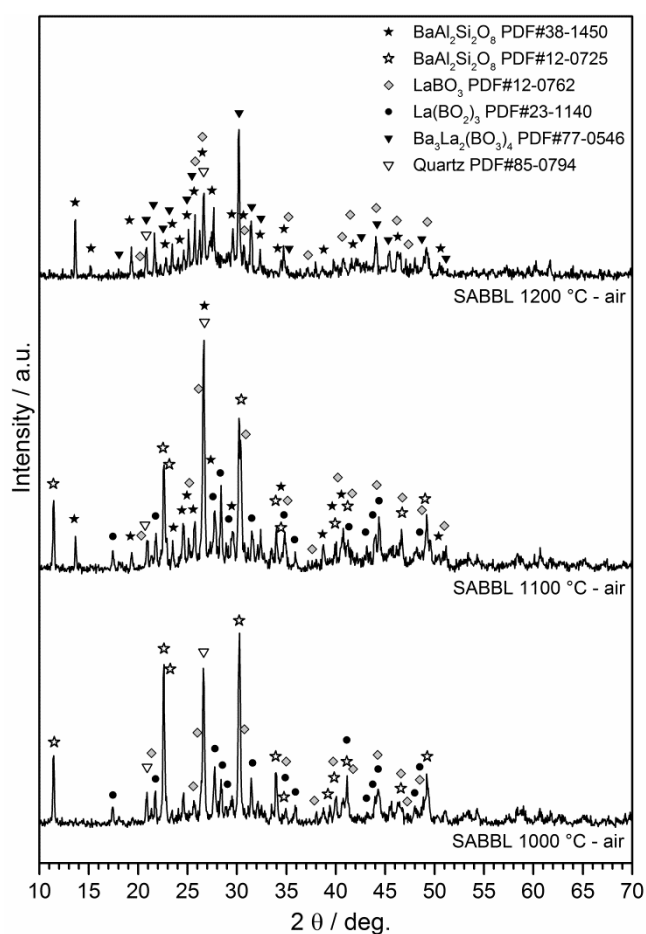 BaAl₂Si₂O₈ PDF#38-1450
BaAl₂Si₂O₈ PDF#12-0725
LaBO₃ PDF#12-0762
La(BO₂)₃ PDF#23-1140
Ba₃La₂(BO₃)₄ PDF#77-0546
Quartz PDF#85-0794
SABBL 1200 °C - air
SABBL 1100 °C - air
SABBL 1000 °C - air
Intensity / a.u.
10 15 20 25 30 35 40 45 50 55 60 65 70
2 θ / deg.